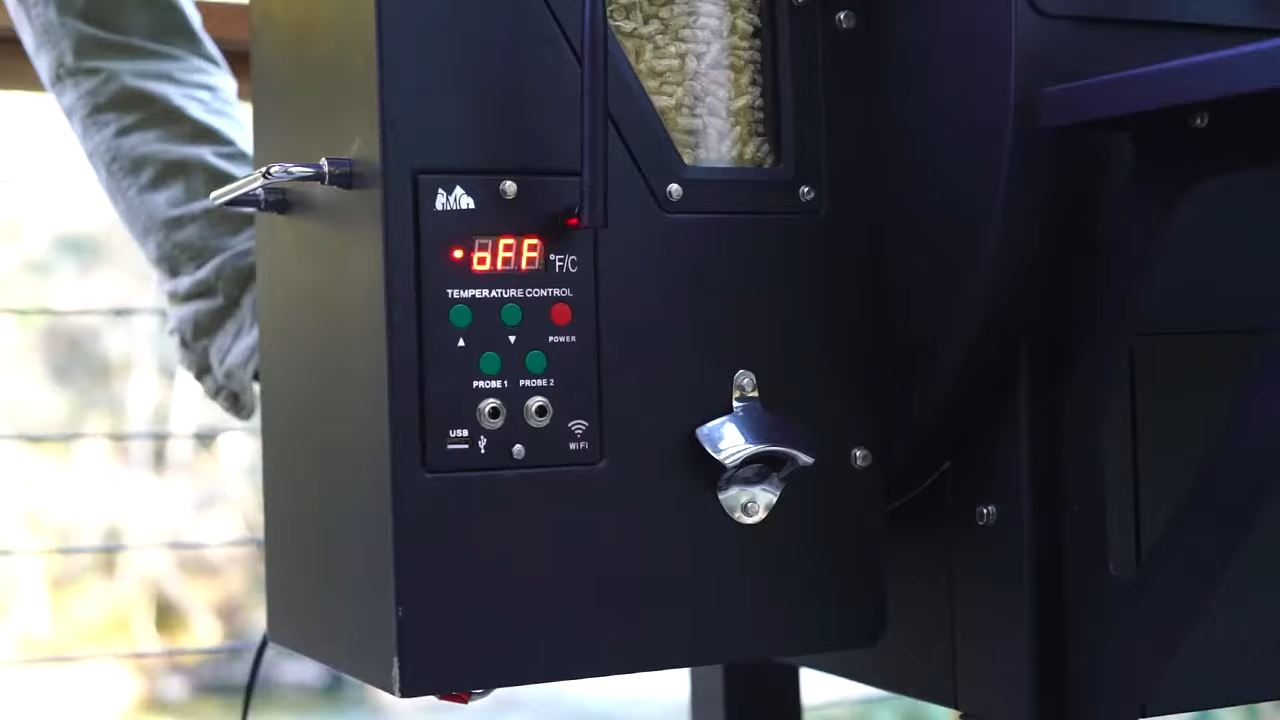 GMG
oFF °F/C
TEMPERATURE CONTROL
▲ ▼ POWER
PROBE 1 PROBE 2
USB
WIFI